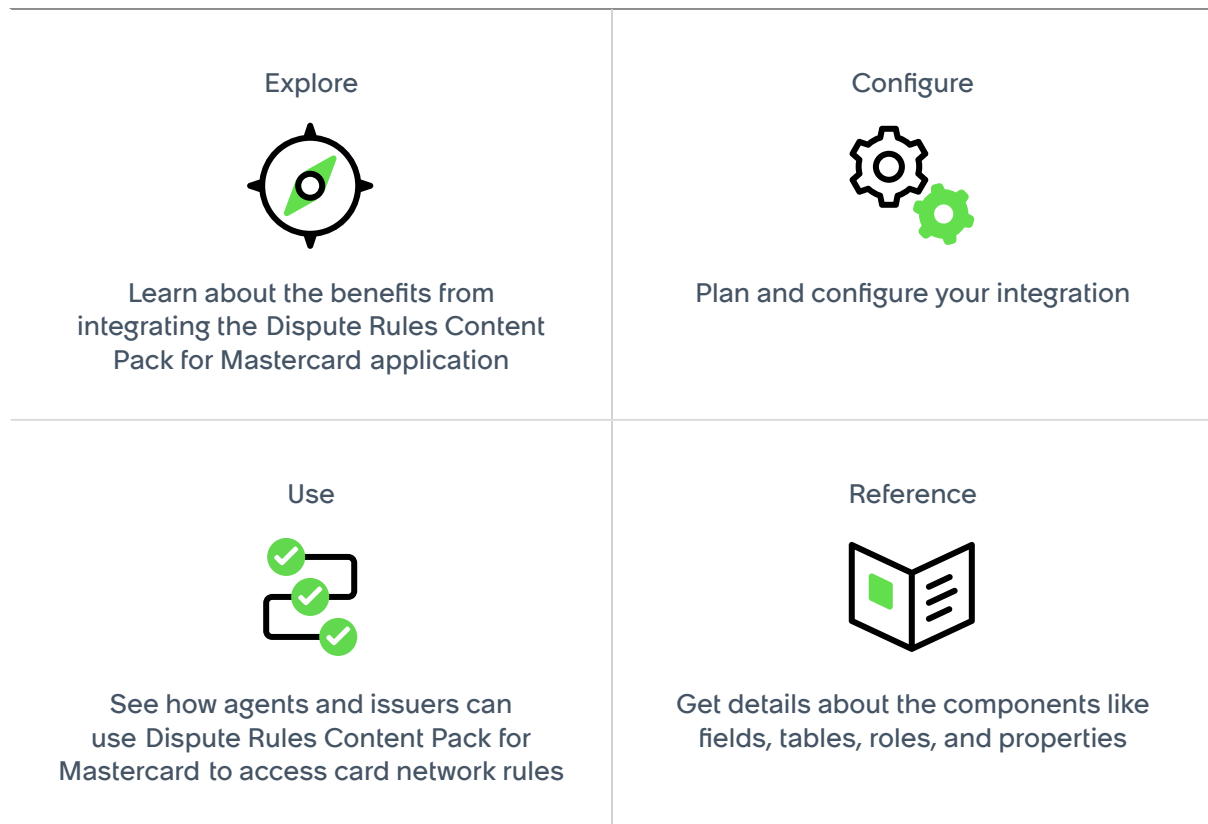 Explore
Learn about the benefits from
integrating the Dispute Rules Content
Pack for Mastercard application
Configure
Plan and configure your integration
Use
See how agents and issuers can
use Dispute Rules Content Pack for
Mastercard to access card network rules
Reference
Get details about the components like
fields, tables, roles, and properties